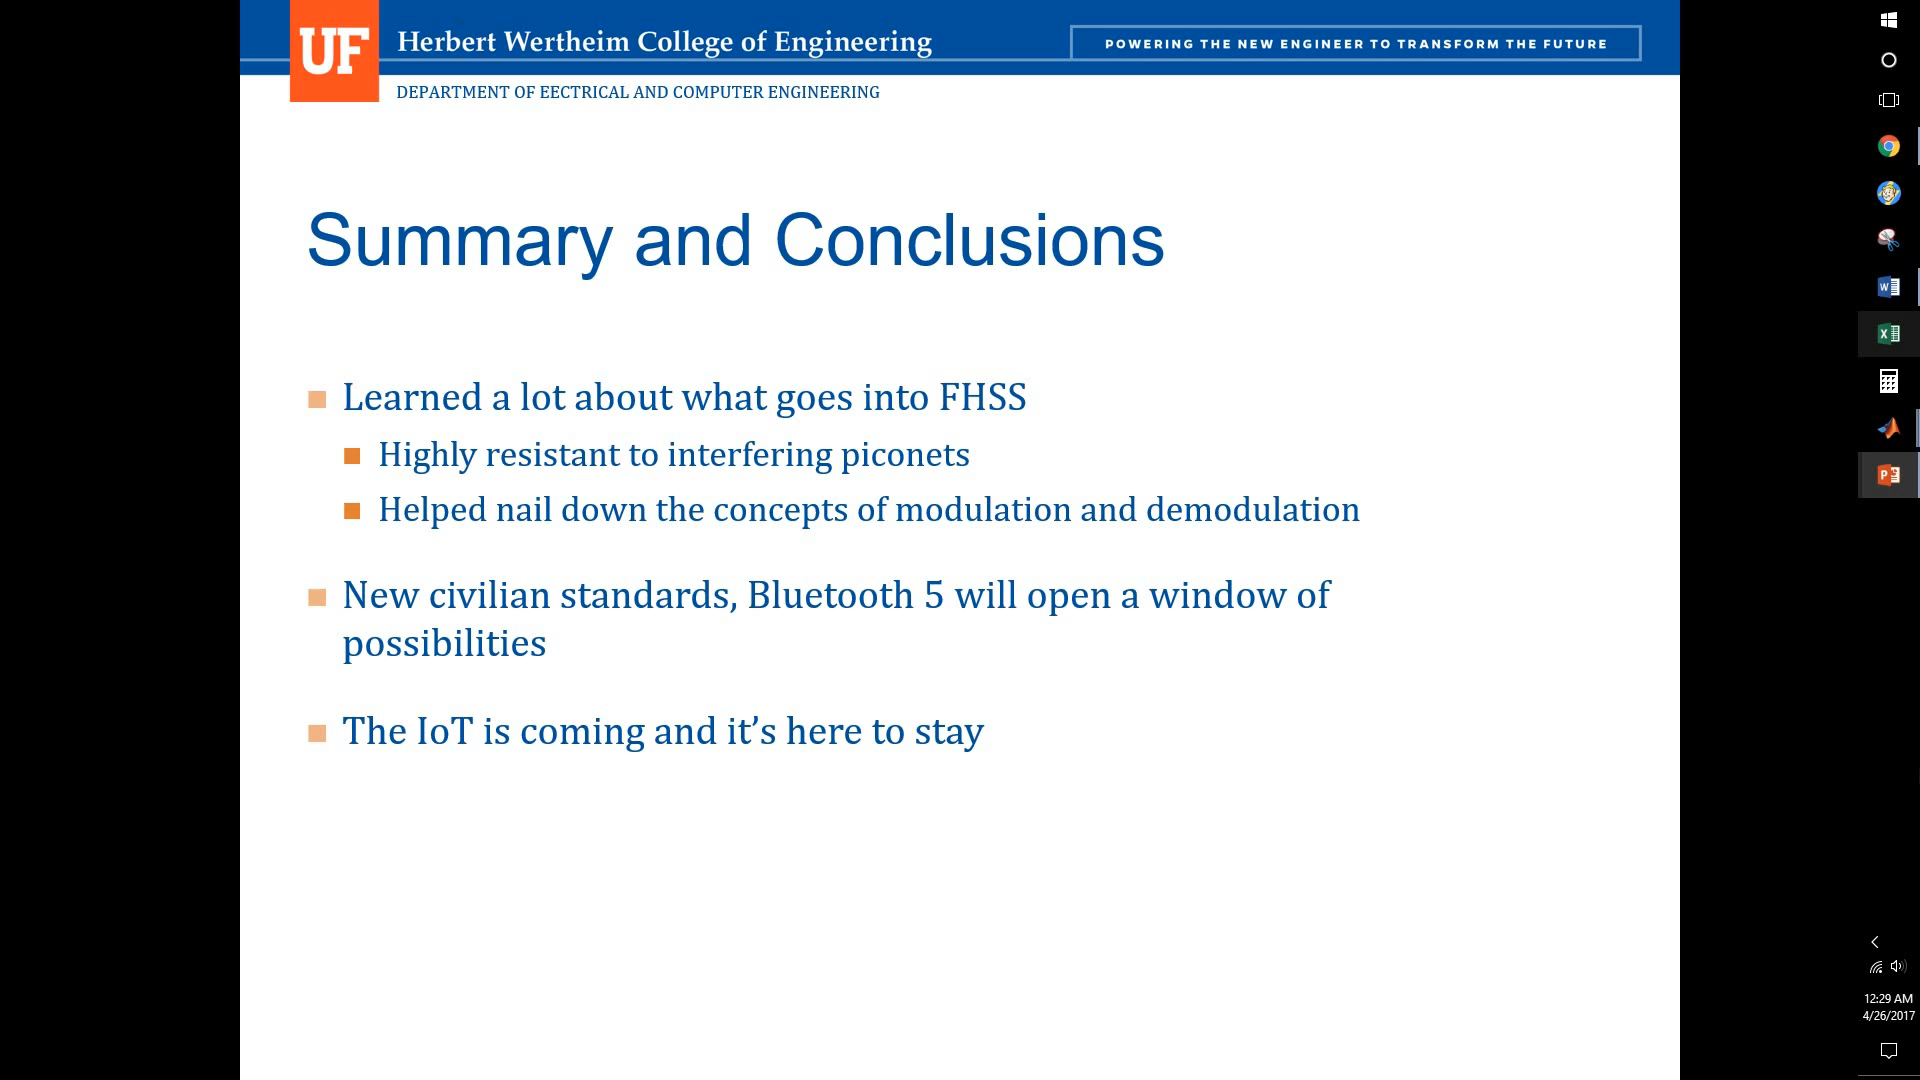 UF
Herbert Wertheim College of Engineering
POWERING THE NEW ENGINEER TO TRANSFORM THE FUTURE
DEPARTMENT OF EECTRICAL AND COMPUTER ENGINEERING
Summary and Conclusions
Learned a lot about what goes into FHSS
Highly resistant to interfering piconets
Helped nail down the concepts of modulation and demodulation
New civilian standards, Bluetooth 5 will open a window of
possibilities
The IoT is coming and it’s here to stay
W
X
P
12:29 AM
4/26/2017